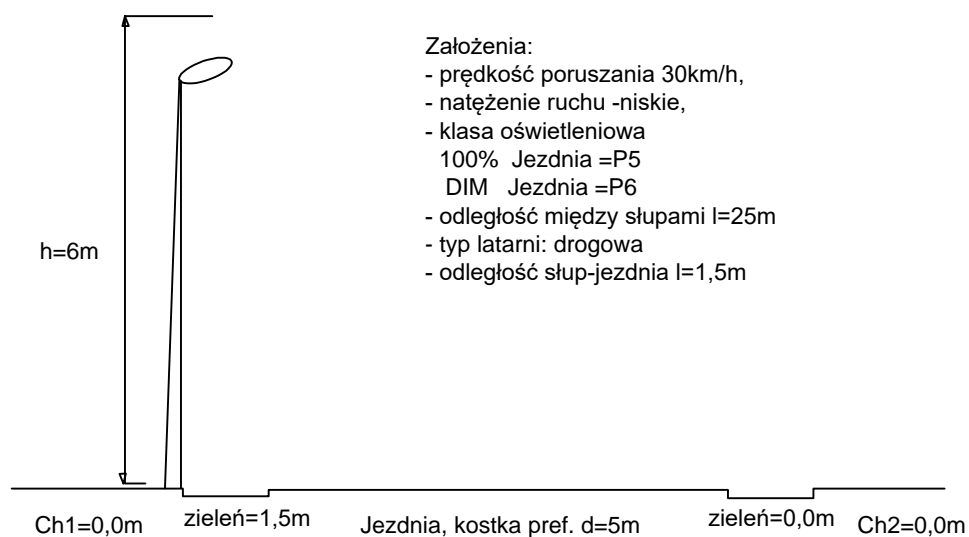 Założenia:
- prędkość poruszania 30km/h,
- natężenie ruchu -niskie,
- klasa oświetleniowa
100% Jezdnia =P5
DIM Jezdnia =P6
- odległość między słupami l=25m
- typ latarni: drogowa
- odległość słup-jezdnia l=1,5m
h=6m
Ch1=0,0m
zieleń=1,5m
Jezdnia, kostka pref. d=5m
zieleń=0,0m
Ch2=0,0m